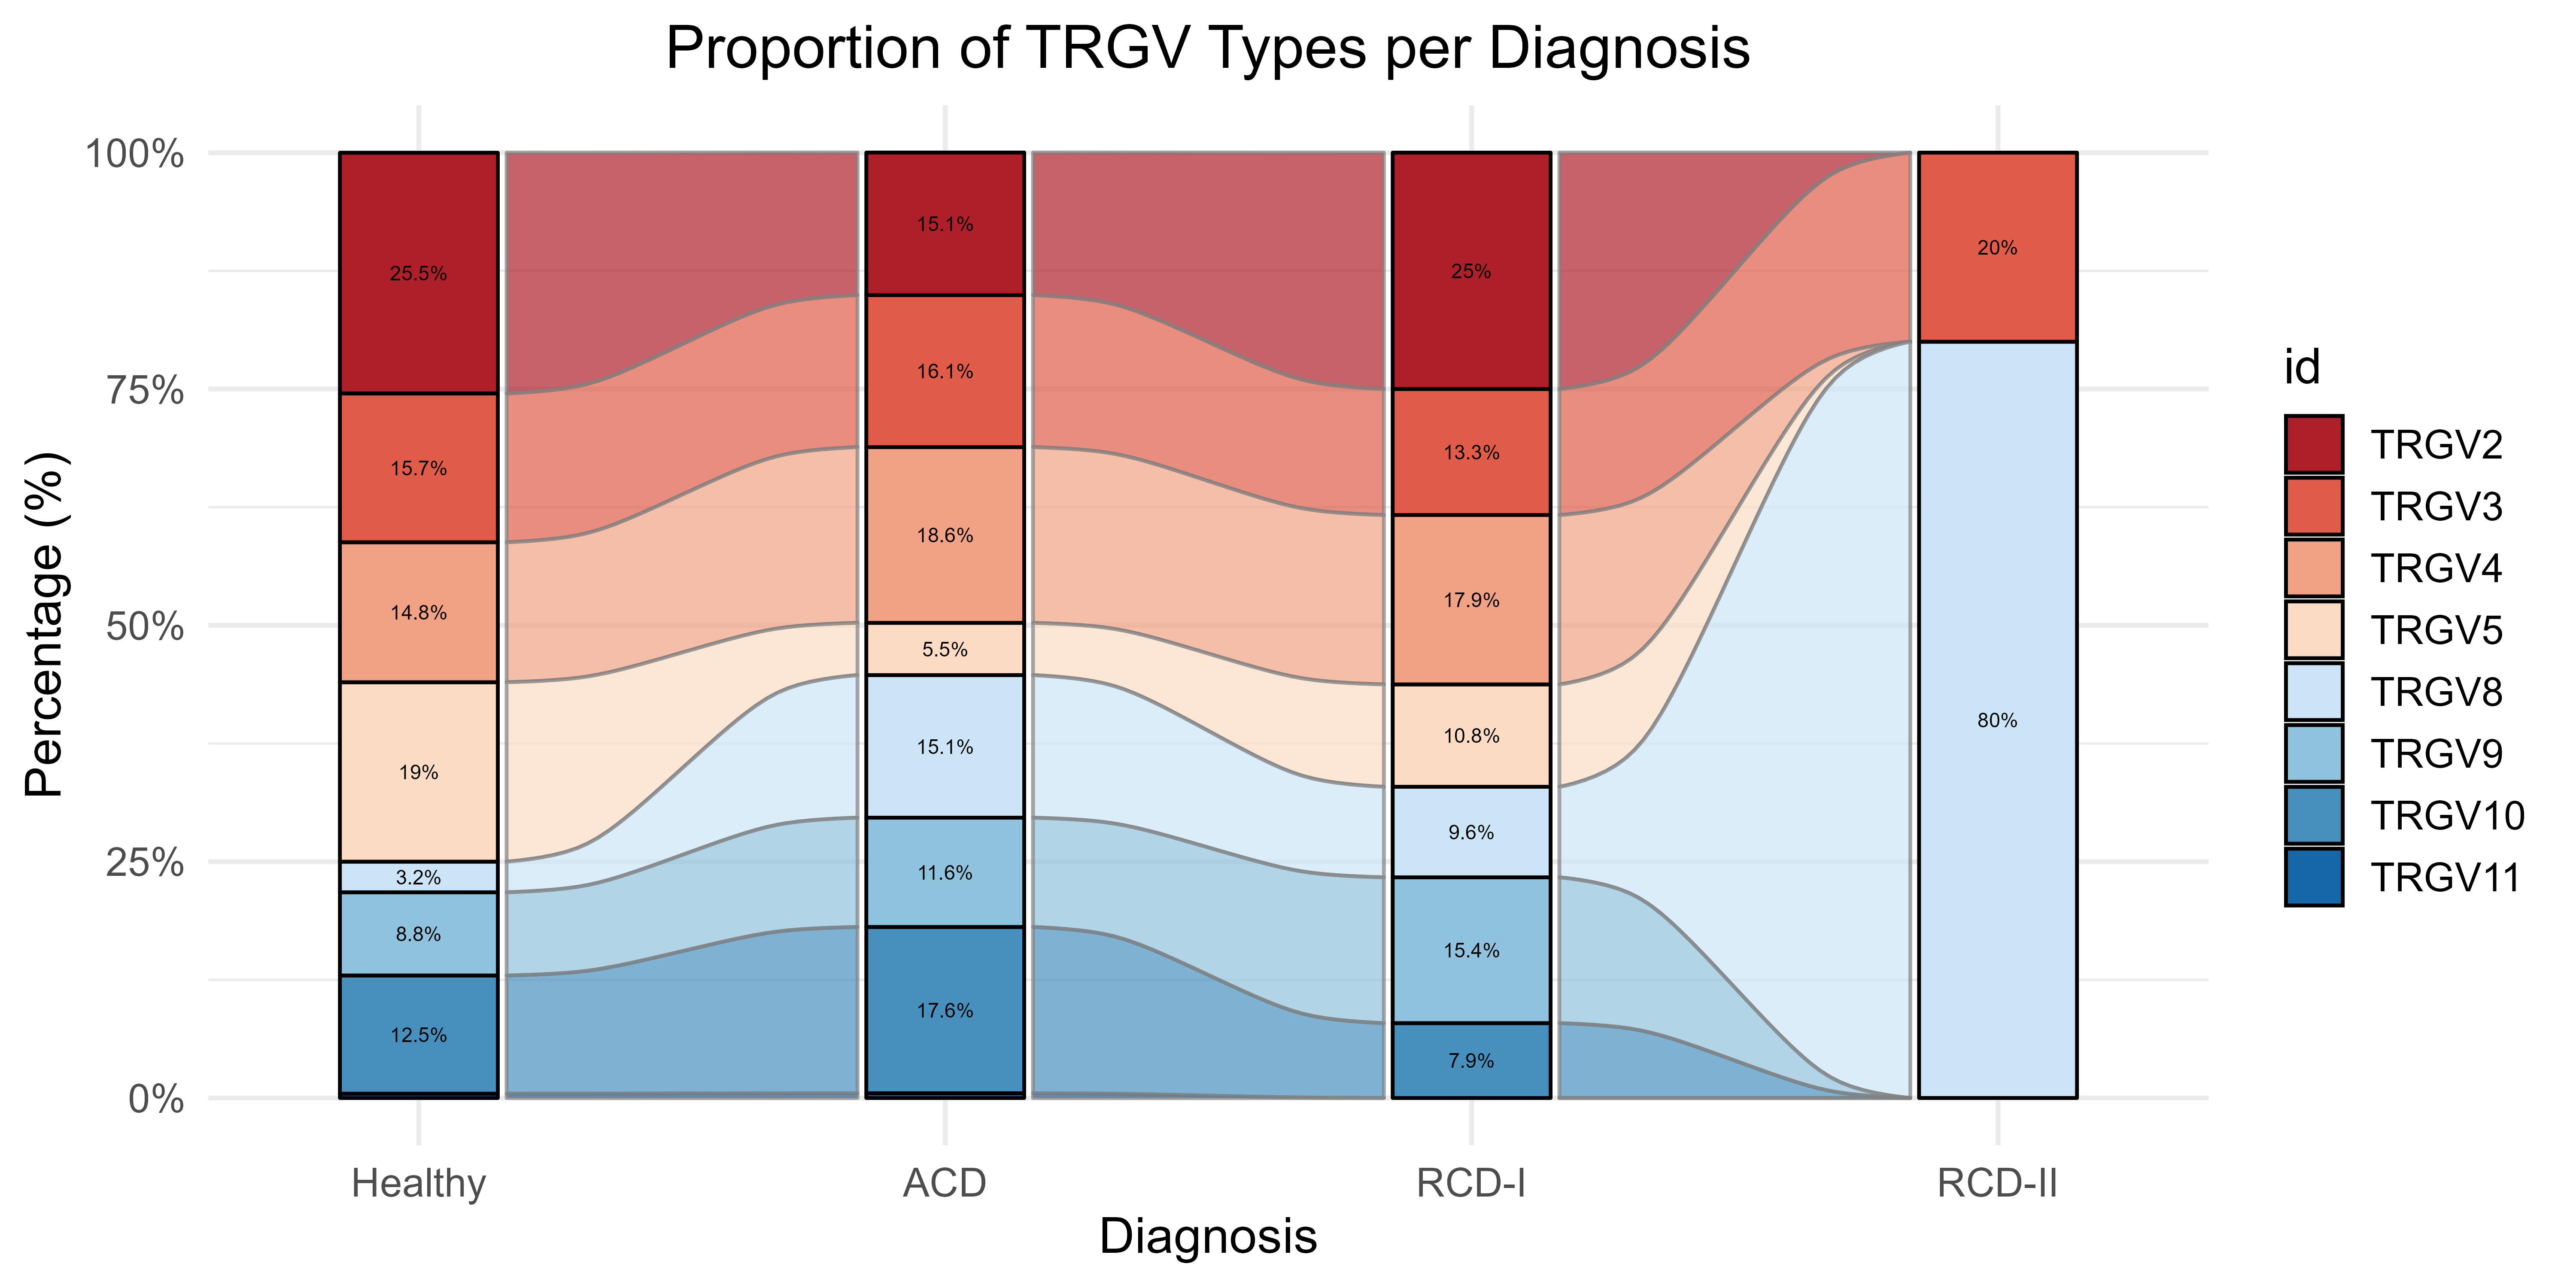 Proportion of TRGV Types per Diagnosis
Percentage (%)
100%
75%
50%
25%
0%
25.5%
15.7%
14.8%
19%
3.2%
8.8%
12.5%
15.1%
16.1%
18.6%
5.5%
15.1%
11.6%
17.6%
25%
13.3%
17.9%
10.8%
9.6%
15.4%
7.9%
20%
80%
Healthy
ACD
RCD-I
RCD-II
Diagnosis
id
TRGV2
TRGV3
TRGV4
TRGV5
TRGV8
TRGV9
TRGV10
TRGV11